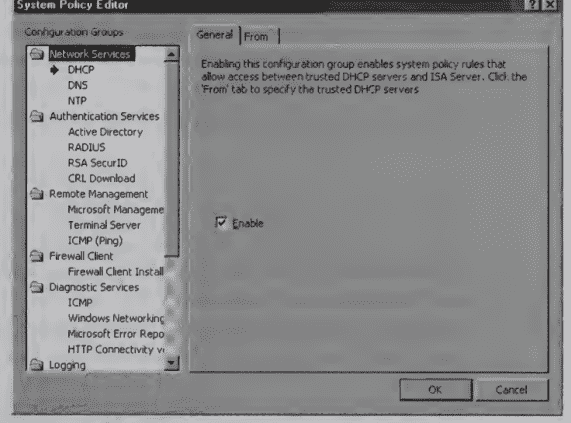 System Policy Editor
Configuration Groups
Network Services
DHCP
DNS
NTP
Authentication Services
Active Directory
RADIUS
RSA SecurID
CRL Download
Remote Management
Microsoft Manageme
Terminal Server
ICMP (Ping)
Firewall Client
Firewall Client Install
Diagnostic Services
ICMP
Windows Networking
Microsoft Error Repo
HTTP Connectivity v
Logging
General
From
Enabling this configuration group enables system policy rules that
allow access between trusted DHCP servers and ISA Server. Click the
'From' tab to specify the trusted DHCP servers
Enable
OK
Cancel